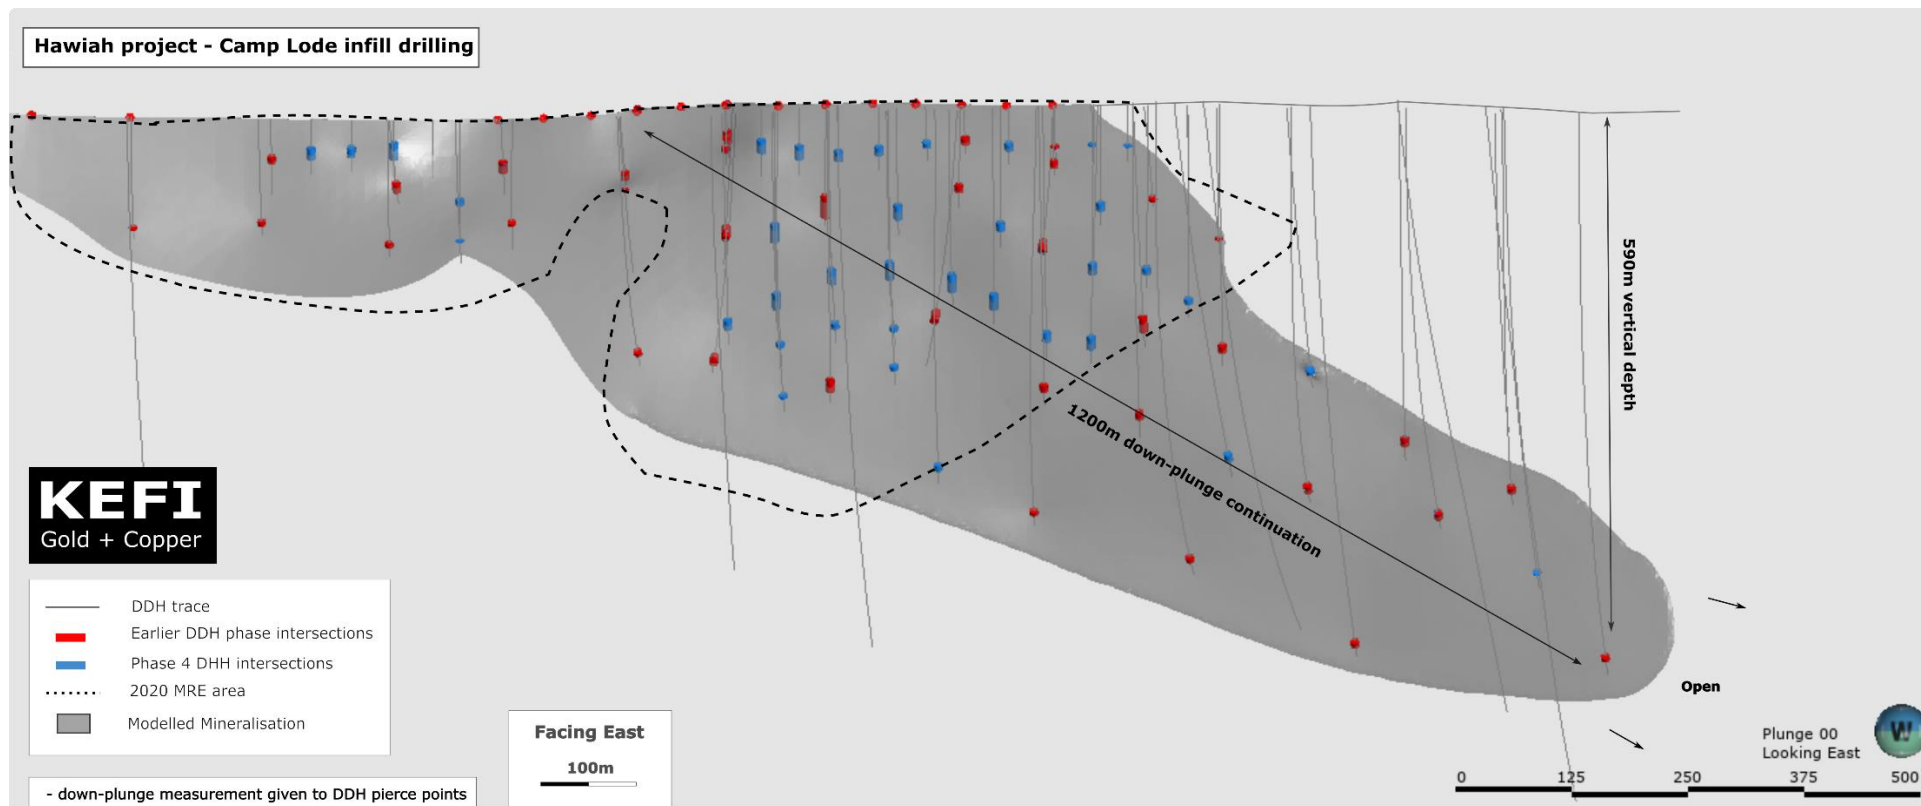 Hawiah project - Camp Lode infill drilling
590m vertical depth
1200m down-plunge continuation
KEFI
Gold + Copper
DDH trace
Earlier DDH phase intersections
Phase 4 DHH intersections
2020 MRE area
Modelled Mineralisation
- down-plunge measurement given to DDH pierce points
Facing East
100m
Open
Plunge 00
Looking East
W
0 125 250 375 500